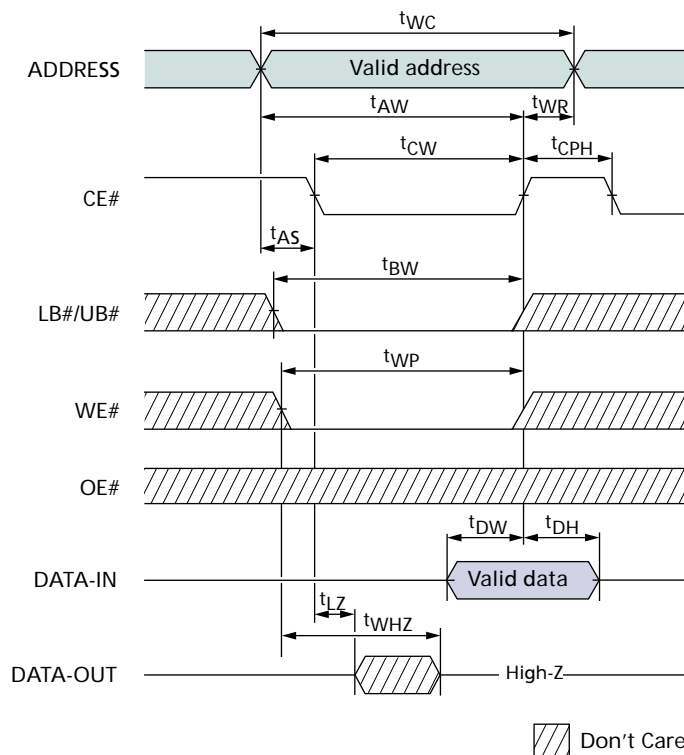 tWC
ADDRESS
Valid address
tAW
tWR
tCW
tCPH
CE#
tAS
tBW
LB#/UB#
tWP
WE#
OE#
tDW
tDH
DATA-IN
Valid data
tLZ
tWHZ
DATA-OUT
High-Z
Don't Care